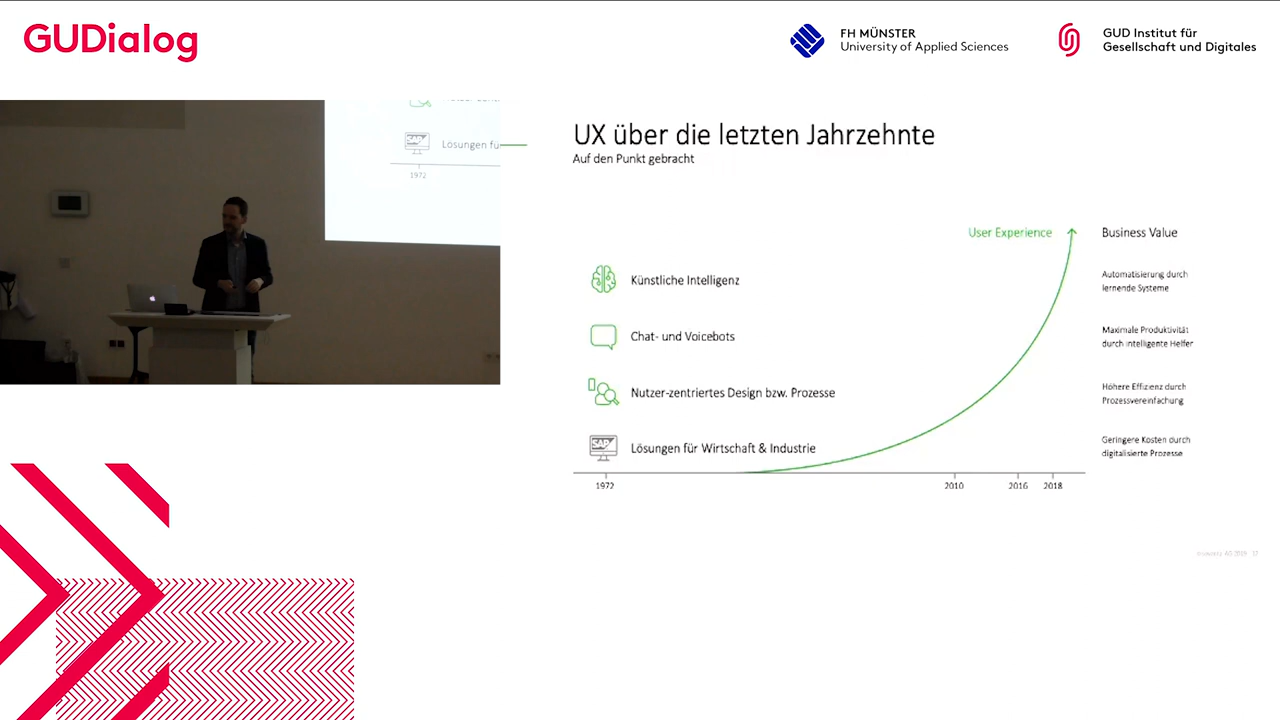 GUDialog
FH MÜNSTER
University of Applied Sciences
GUD Institut für
Gesellschaft und Digitales
SAP
Lösungen fü
1972
UX über die letzten Jahrzehnte
Auf den Punkt gebracht
User Experience
Business Value
Künstliche Intelligenz
Automatisierung durch
lernende Systeme
Chat- und Voicebots
Maximale Produktivität
durch intelligente Helfer
Nutzer-zentriertes Design bzw. Prozesse
Höhere Effizienz durch
Prozessvereinfachung
SAP
Lösungen für Wirtschaft & Industrie
Geringere Kosten durch
digitalisierte Prozesse
1972
2010
2016
2018